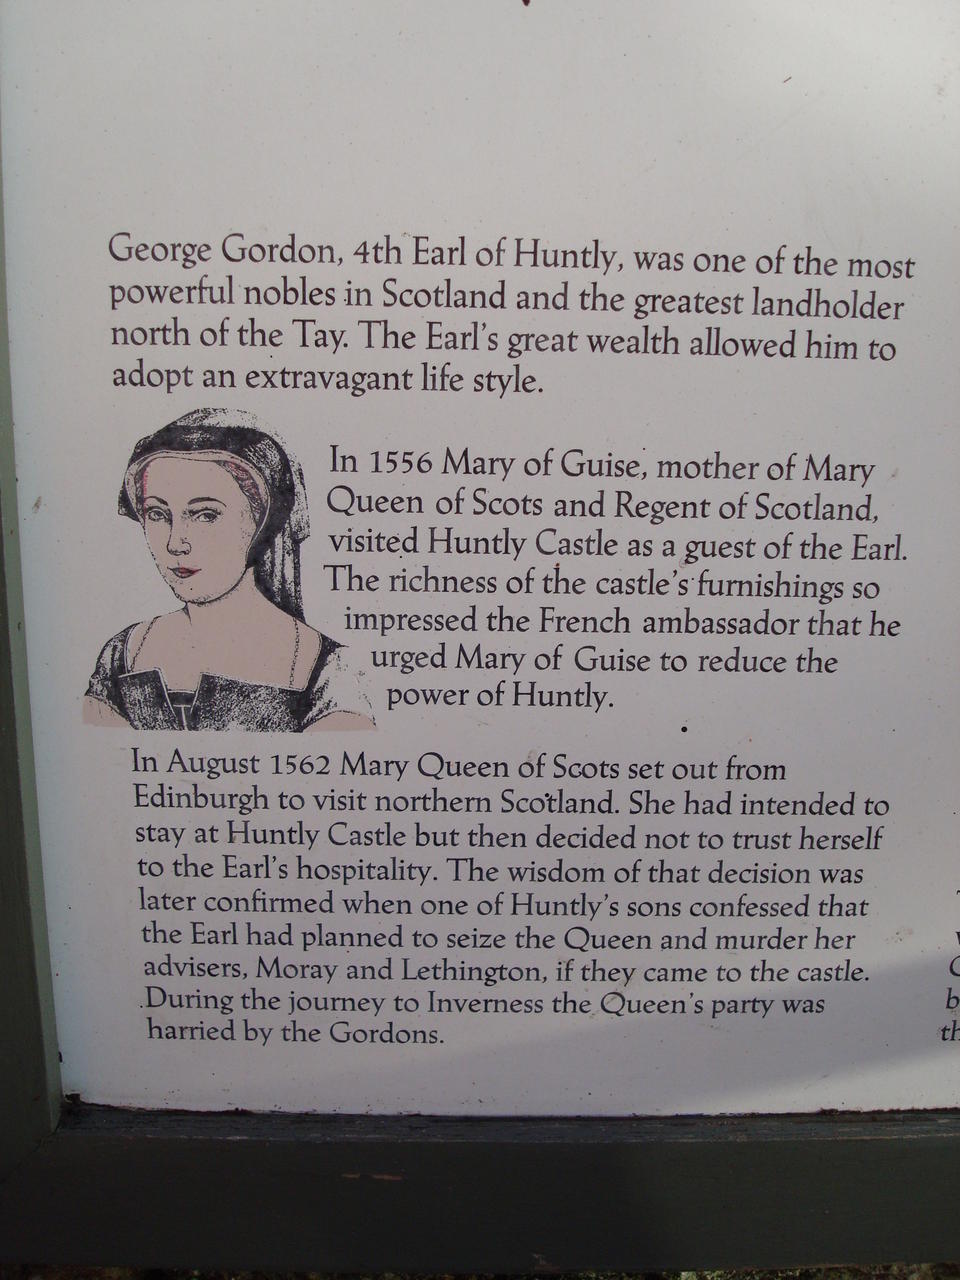 George Gordon, 4th Earl of Huntly, was one of the most
powerful nobles in Scotland and the greatest landholder
north of the Tay. The Earl's great wealth allowed him to
adopt an extravagant life style.
In 1556 Mary of Guise, mother of Mary
Queen of Scots and Regent of Scotland,
visited Huntly Castle as a guest of the Earl.
The richness of the castle's furnishings so
impressed the French ambassador that he
urged Mary of Guise to reduce the
power of Huntly.
In August 1562 Mary Queen of Scots set out from
Edinburgh to visit northern Scotland. She had intended to
stay at Huntly Castle but then decided not to trust herself
to the Earl's hospitality. The wisdom of that decision was
later confirmed when one of Huntly's sons confessed that
the Earl had planned to seize the Queen and murder her
advisers, Moray and Lethington, if they came to the castle.
During the journey to Inverness the Queen's party was
harried by the Gordons.